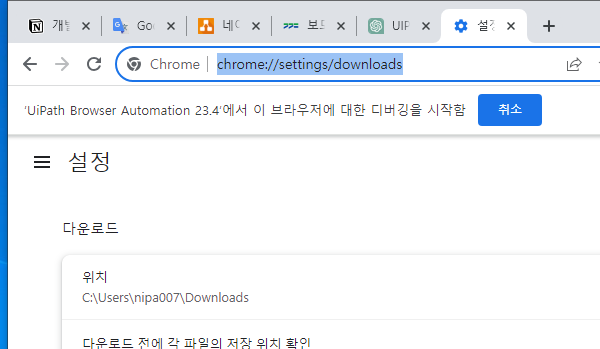 개발 Goo 네이 보드 UIP 설정
Chrome chrome://settings/downloads
'UiPath Browser Automation 23.4'에서 이 브라우저에 대한 디버깅을 시작함 취소
설정
다운로드
위치
C:\Users\nipa007\Downloads
다운로드 전에 각 파일의 저장 위치 확인